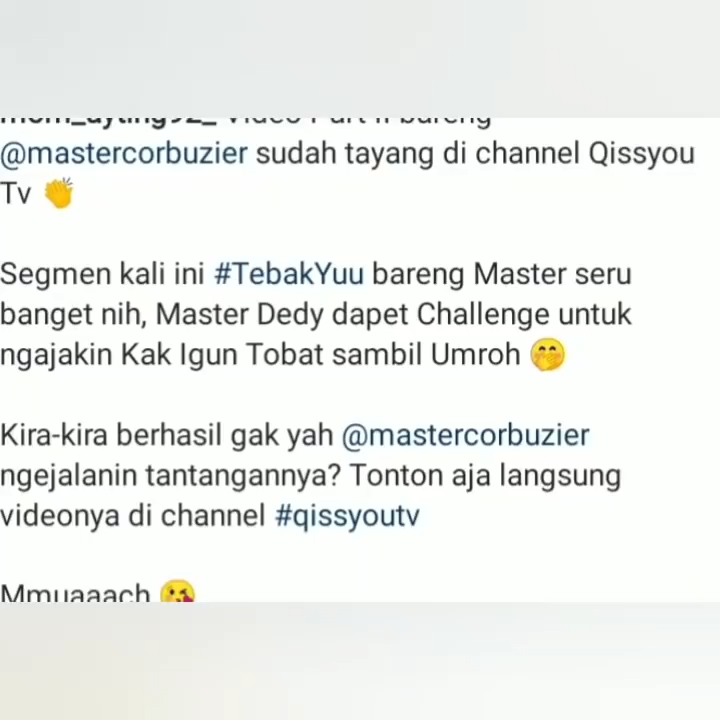 bareng
@mastercorbuzier sudah tayang di channel Qissyou
Tv 👏
Segmen kali ini #TebakYuu bareng Master seru
banget nih, Master Dedy dapet Challenge untuk
ngajakin Kak Igun Tobat sambil Umroh 🤭
Kira-kira berhasil gak yah @mastercorbuzier
ngejalanin tantangannya? Tonton aja langsung
videonya di channel #qissyoutv
Mmuaaach 😘